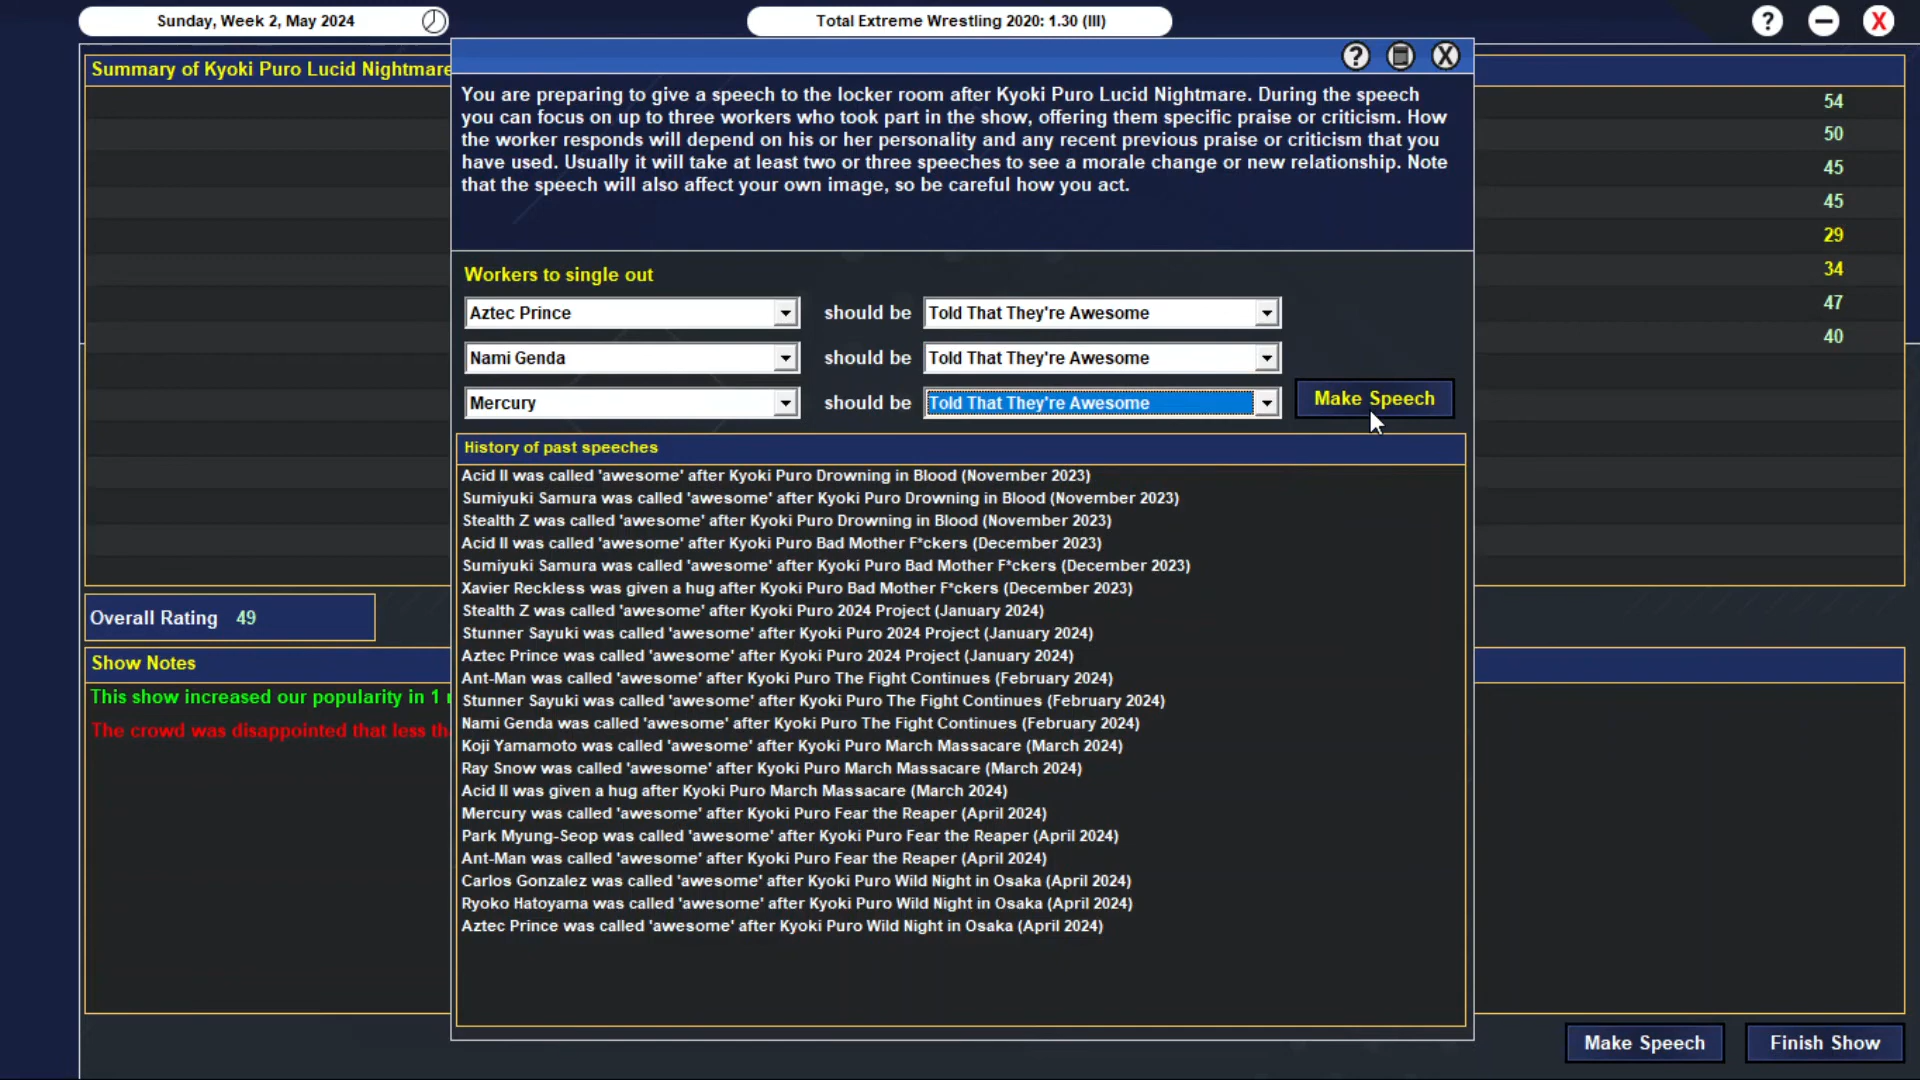 Sunday, Week 2, May 2024
Total Extreme Wrestling 2020: 1.30 (III)
? X
? X
Summary of Kyoki Puro Lucid Nightmare
You are preparing to give a speech to the locker room after Kyoki Puro Lucid Nightmare. During the speech
you can focus on up to three workers who took part in the show, offering them specific praise or criticism. How
the worker responds will depend on his or her personality and any recent previous praise or criticism that you
have used. Usually it will take at least two or three speeches to see a morale change or new relationship. Note
that the speech will also affect your own image, so be careful how you act.
54
50
45
45
29
34
47
40
Workers to single out
Aztec Prince should be Told That They're Awesome
Nami Genda should be Told That They're Awesome
Mercury should be Told That They're Awesome
Make Speech
History of past speeches
Acid II was called 'awesome' after Kyoki Puro Drowning in Blood (November 2023)
Sumiyuki Samura was called 'awesome' after Kyoki Puro Drowning in Blood (November 2023)
Stealth Z was called 'awesome' after Kyoki Puro Drowning in Blood (November 2023)
Acid II was called 'awesome' after Kyoki Puro Bad Mother F*ckers (December 2023)
Sumiyuki Samura was called 'awesome' after Kyoki Puro Bad Mother F*ckers (December 2023)
Xavier Reckless was given a hug after Kyoki Puro Bad Mother F*ckers (December 2023)
Stealth Z was called 'awesome' after Kyoki Puro 2024 Project (January 2024)
Stunner Sayuki was called 'awesome' after Kyoki Puro 2024 Project (January 2024)
Aztec Prince was called 'awesome' after Kyoki Puro 2024 Project (January 2024)
Ant-Man was called 'awesome' after Kyoki Puro The Fight Continues (February 2024)
Stunner Sayuki was called 'awesome' after Kyoki Puro The Fight Continues (February 2024)
Nami Genda was called 'awesome' after Kyoki Puro The Fight Continues (February 2024)
Koji Yamamoto was called 'awesome' after Kyoki Puro March Massacare (March 2024)
Ray Snow was called 'awesome' after Kyoki Puro March Massacare (March 2024)
Acid II was given a hug after Kyoki Puro March Massacare (March 2024)
Mercury was called 'awesome' after Kyoki Puro Fear the Reaper (April 2024)
Park Myung-Seop was called 'awesome' after Kyoki Puro Fear the Reaper (April 2024)
Ant-Man was called 'awesome' after Kyoki Puro Fear the Reaper (April 2024)
Carlos Gonzalez was called 'awesome' after Kyoki Puro Wild Night in Osaka (April 2024)
Ryoko Hatoyama was called 'awesome' after Kyoki Puro Wild Night in Osaka (April 2024)
Aztec Prince was called 'awesome' after Kyoki Puro Wild Night in Osaka (April 2024)
Overall Rating 49
Show Notes
This show increased our popularity in 1
The crowd was disappointed that less
Make Speech
Finish Show